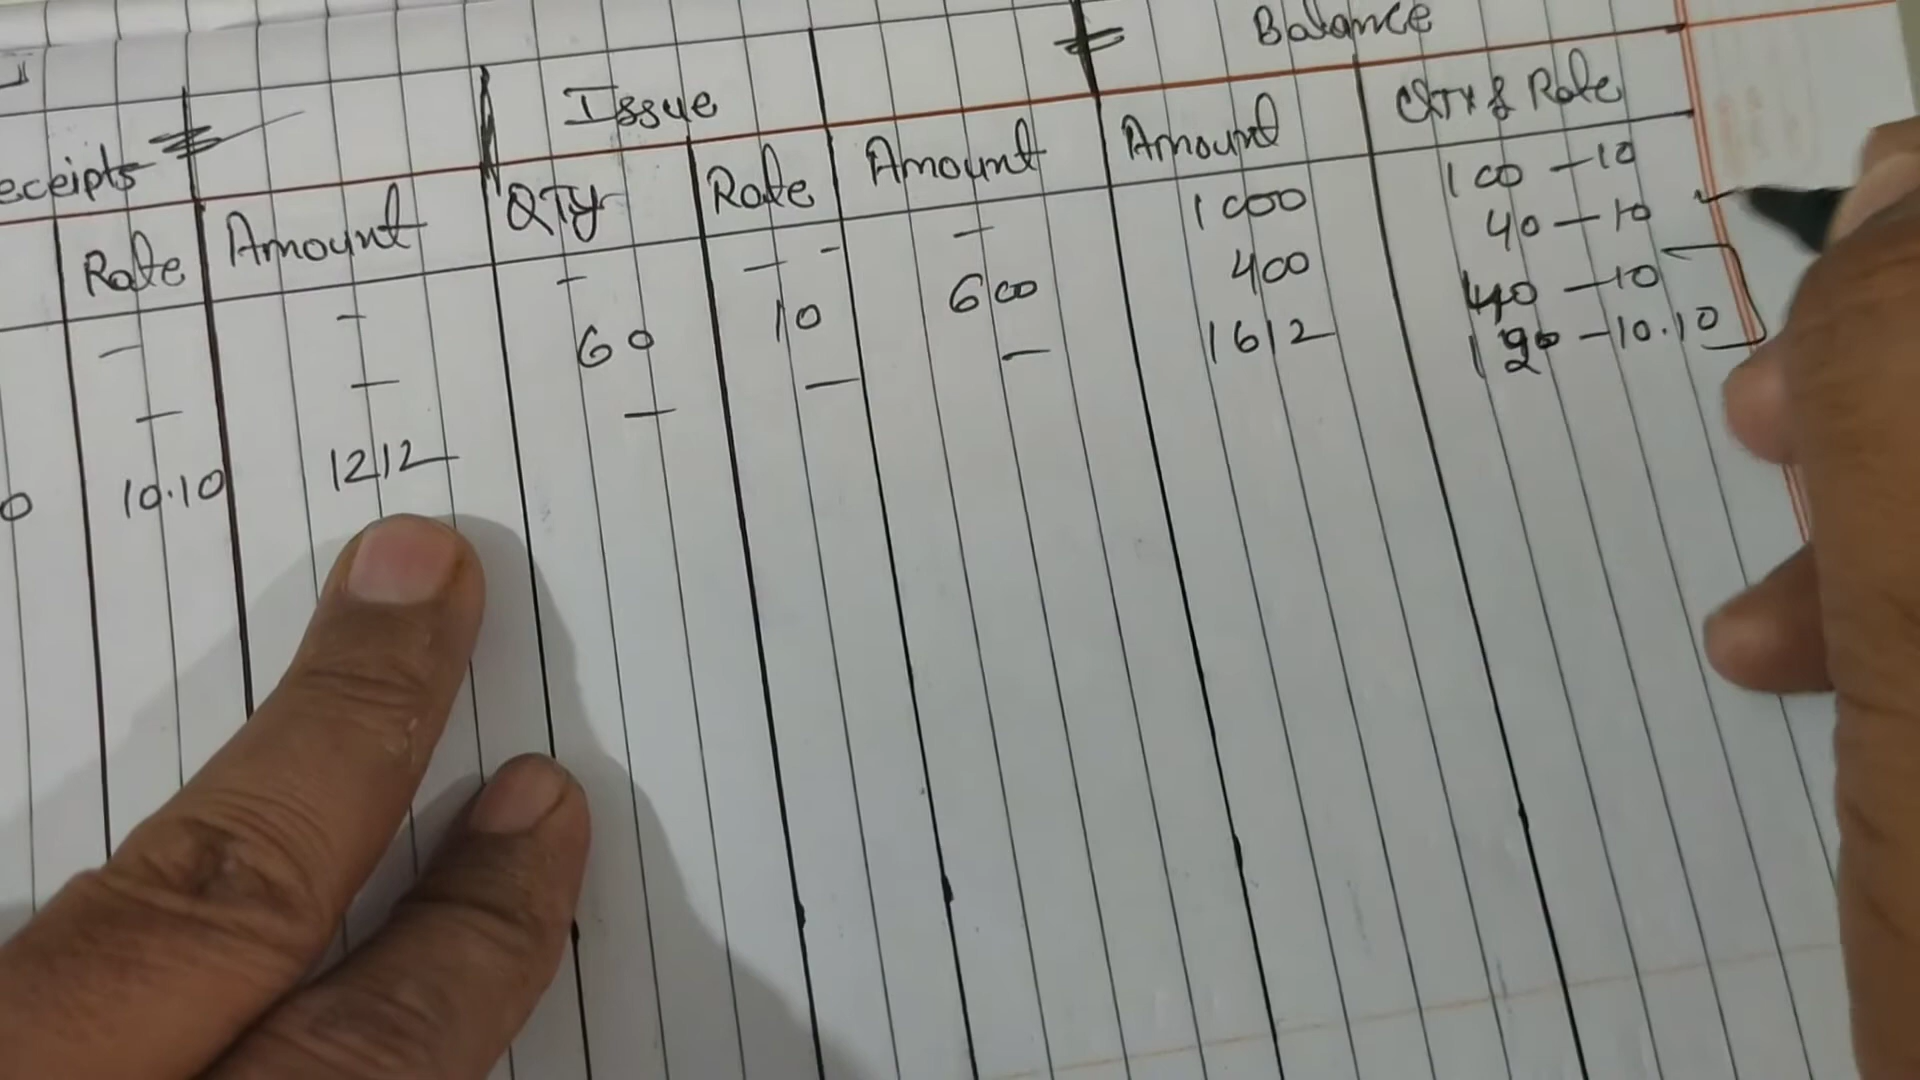 Balance
eceipts Issue
Rate Amount QTY Rate Amount Amount QTY & Rate
— - - - - - 1000 100 - 10
— — 60 10 600 400 40 - 10
10.10 1212 — — — 1612 40 - 10
120 - 10.10